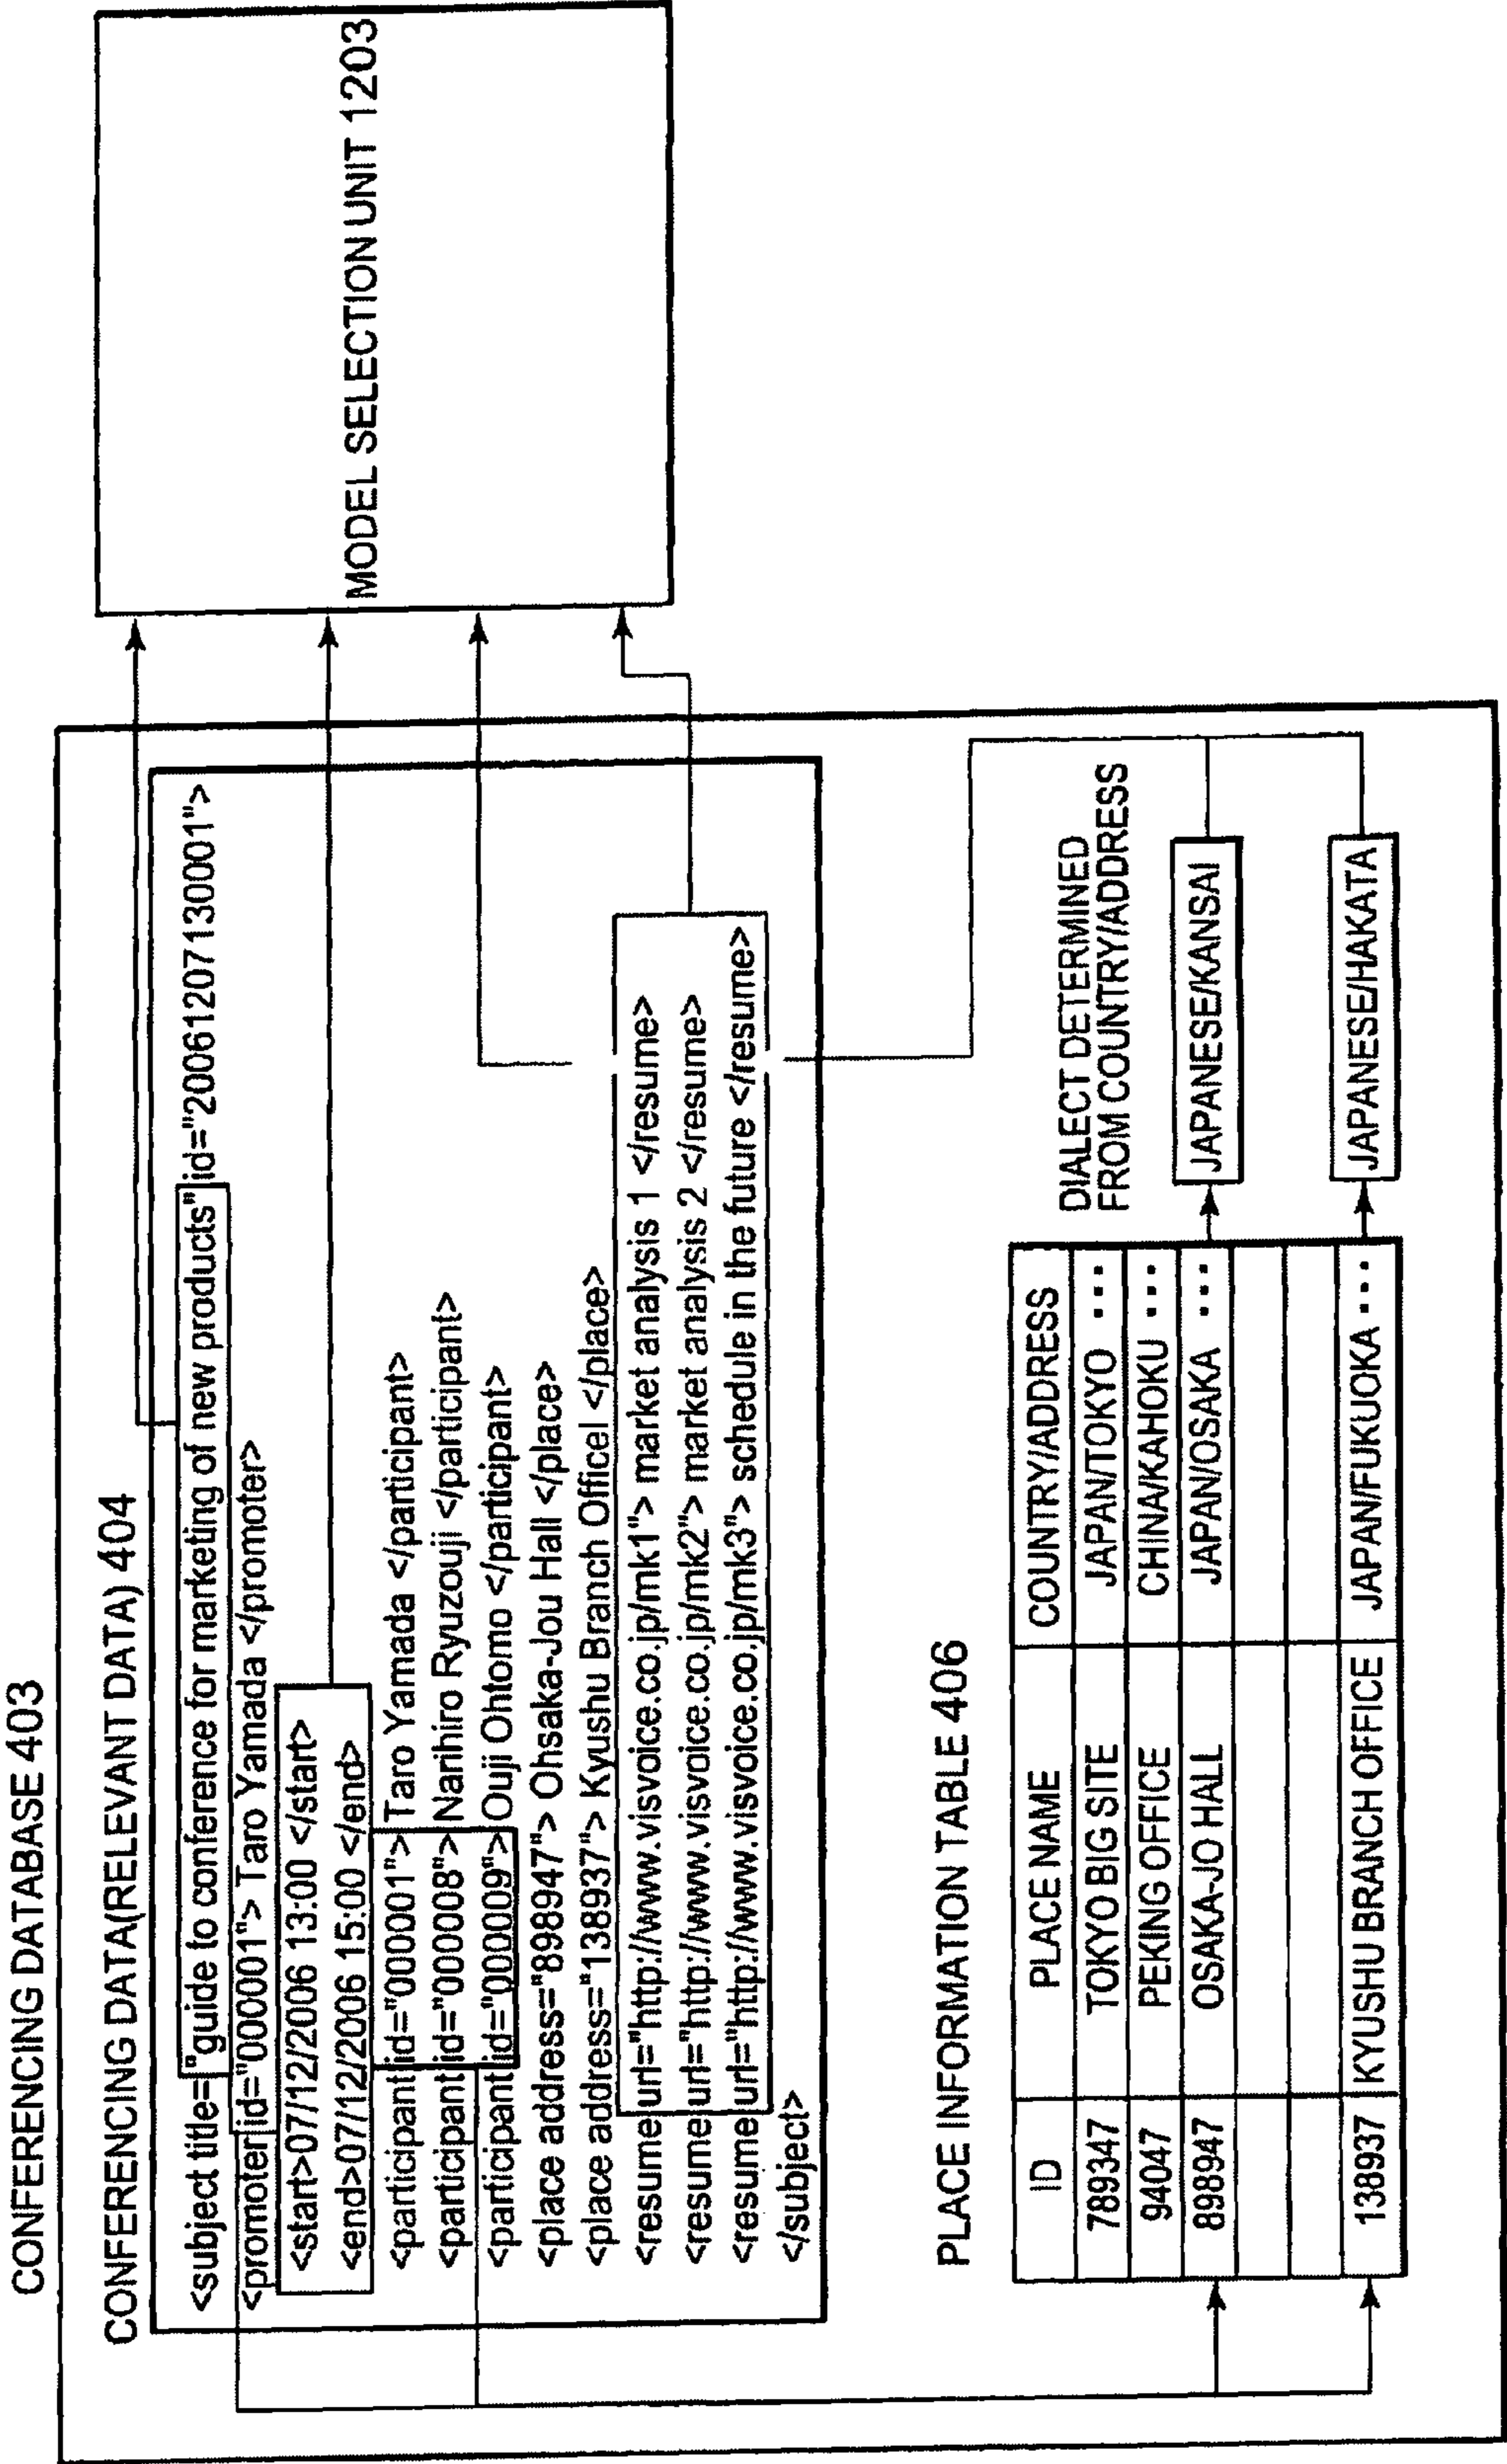 CONFERENCING DATABASE 403
CONFERENCING DATA(RELEVANT DATA) 404
<subject title="guide to conference for marketing of new products"id="200612071300​01">
<promoter id="000001"> Taro Yamada </promoter>
<start>07/12/2006 13:00 </start>
<end>07/12/2006 15:00 </end>
<participant id="000001">Taro Yamada </participant>
<participant id="000008">Narihiro Ryuzouji </participant>
<participant id="000009">Ouji Ohtomo </participant>
<place address="898947"> Ohsaka-Jou Hall </place>
<place address="138937"> Kyushu Branch Officel </place>
<resume url="http://www.visvoice.co.jp/mk1"> market analysis 1 </resume>
<resume url="http://www.visvoice.co.jp/mk2"> market analysis 2 </resume>
<resume url="http://www.visvoice.co.jp/mk3"> schedule in the future </resume>
</subject>
MODEL SELECTION UNIT 1203
PLACE INFORMATION TABLE 406
ID PLACE NAME COUNTRY/ADDRESS
789347 TOKYO BIG SITE JAPAN/TOKYO ...
94047 PEKING OFFICE CHINA/KAHOKU ...
898947 OSAKA-JO HALL JAPAN/OSAKA ...
138937 KYUSHU BRANCH OFFICE JAPAN/FUKUOKA ...
DIALECT DETERMINED
FROM COUNTRY/ADDRESS
JAPANESE/KANSAI
JAPANESE/HAKATA